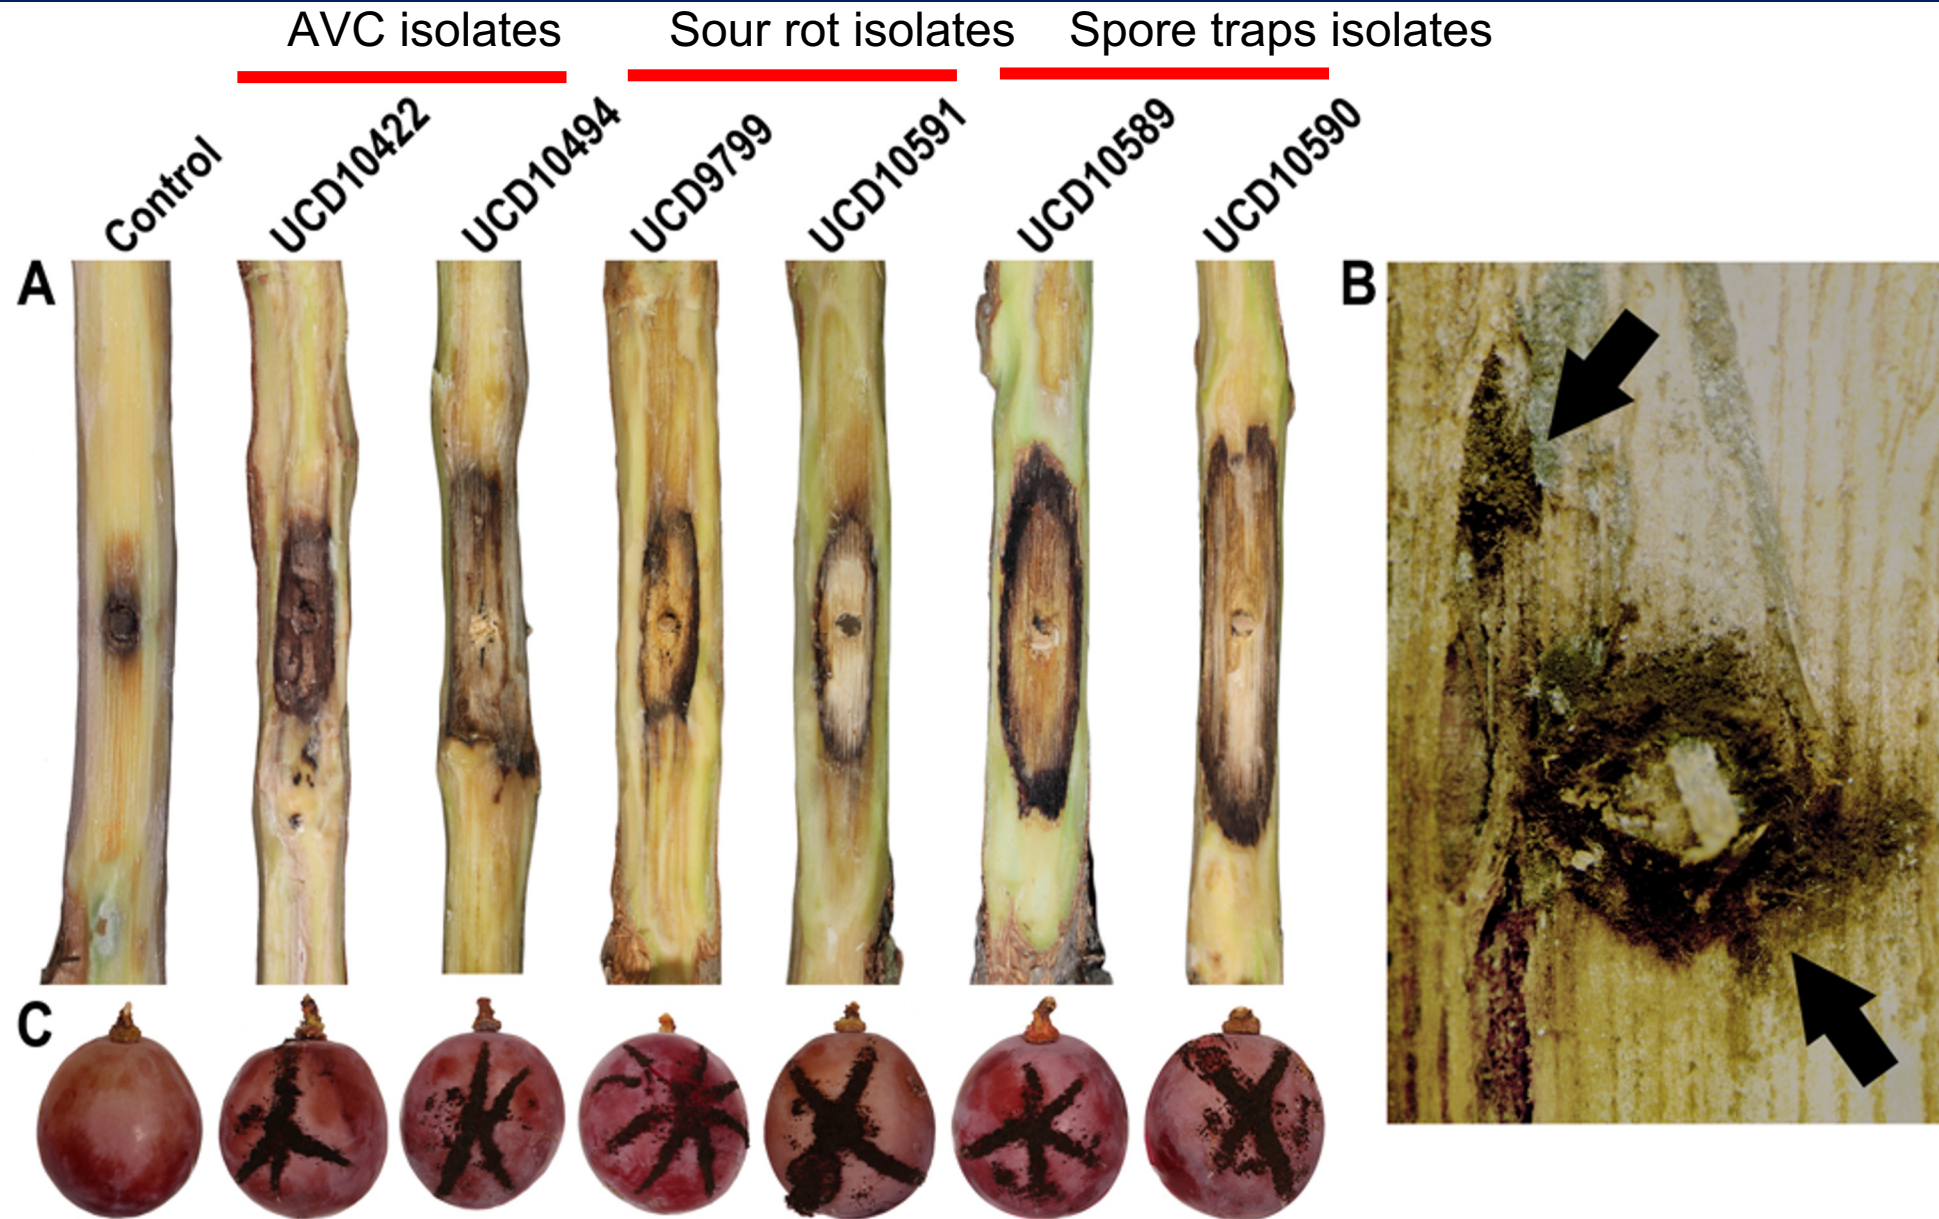 AVC isolates Sour rot isolates Spore traps isolates
Control UCD10422 UCD10494 UCD9799 UCD10591 UCD10589 UCD10590
A
B
C